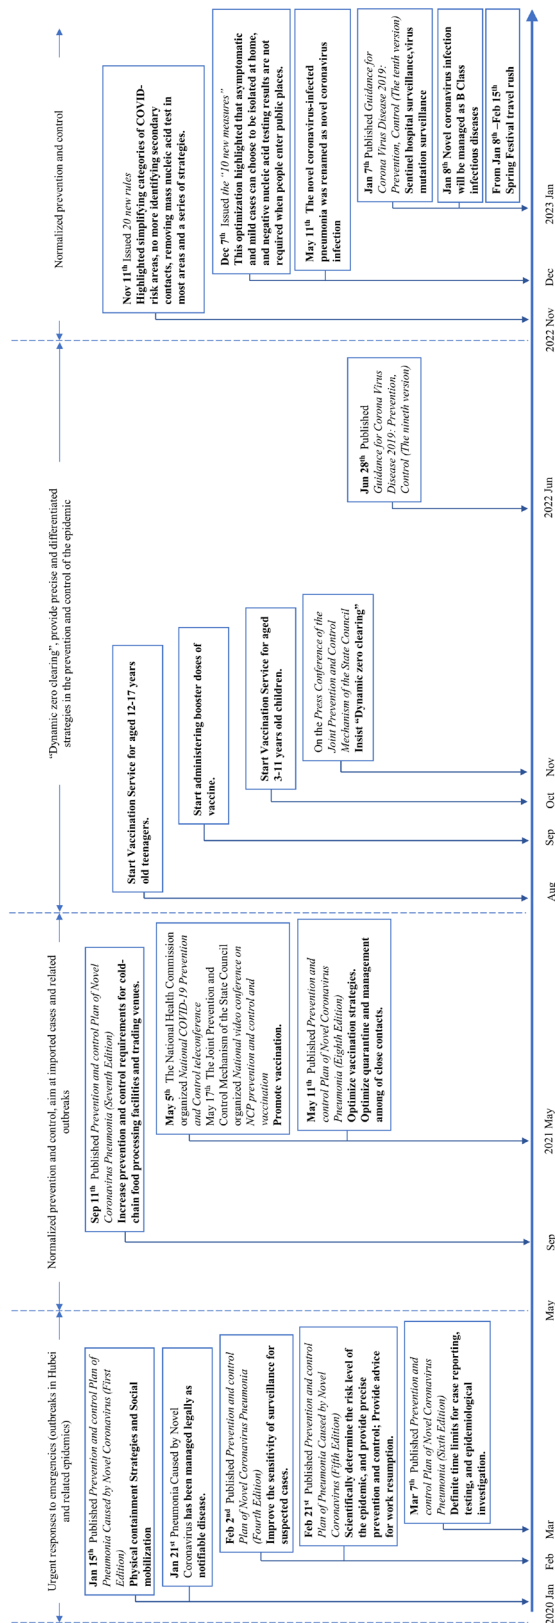 Urgent responses to emergencies (outbreaks in Hubei
and related epidemics)
Normalized prevention and control, aim at imported cases and related
outbreaks
“Dynamic zero clearing”, provide precise and differentiated
strategies in the prevention and control of the epidemic
Normalized prevention and control
Jan 15th Published Prevention and control Plan of
Pneumonia Caused by Novel Coronavirus (First
Edition)
Physical containment Strategies and Social
mobilization
Jan 21st Pneumonia Caused by Novel
Coronavirus has been managed legally as
notifiable disease.
Feb 2nd Published Prevention and control
Plan of Novel Coronavirus Pneumonia
(Fourth Edition)
Improve the sensitivity of surveillance for
suspected cases.
Feb 21st Published Prevention and control
Plan of Pneumonia Caused by Novel
Coronavirus (Fifth Edition)
Scientifically determine the risk level of
the epidemic, and provide precise
prevention and control; Provide advice
for work resumption.
Mar 7th Published Prevention and
control Plan of Novel Coronavirus
Pneumonia (Sixth Edition)
Definite time limits for case reporting,
testing, and epidemiological
investigation.
Sep 11th Published Prevention and control Plan of Novel
Coronavirus Pneumonia (Seventh Edition)
Increase prevention and control requirements for cold-
chain food processing facilities and trading venues.
May 5th The National Health Commission
organized National COVID-19 Prevention
and Control teleconference
May 17th The Joint Prevention and
Control Mechanism of the State Council
organized National video conference on
NCP prevention and control and
vaccination
Promote vaccination.
May 11th Published Prevention and
control Plan of Novel Coronavirus
Pneumonia (Eighth Edition)
Optimize vaccination strategies.
Optimize quarantine and management
among of close contacts.
Start Vaccination Service for aged 12-17 years
old teenagers.
Start administering booster doses of
vaccine.
Start Vaccination Service for aged
3-11 years old children.
On the Press Conference of the
Joint Prevention and Control
Mechanism of the State Council
Insist “Dynamic zero clearing”
Jun 28th Published
Guidance for Corona Virus
Disease 2019: Prevention,
Control (The nineth version)
Nov 11th Issued 20 new rules
Highlighted simplifying categories of COVID-
risk areas, no more identifying secondary
contacts, removing mass nucleic acid test in
most areas and a series of strategies.
Dec 7th Issued the “10 new measures”
This optimization highlighted that asymptomatic
and mild cases can choose to be isolated at home,
and negative nucleic acid testing results are not
required when people enter public places.
May 11th The novel coronavirus-infected
pneumonia was renamed as novel coronavirus
infection
Jan 7th Published Guidance for
Corona Virus Disease 2019:
Prevention, Control (The tenth version)
Sentinel hospital surveillance,virus
mutation surveillance
Jan 8th Novel coronavirus infection
will be managed as B Class
infectious diseases
From Jan 8th –Feb 15th
Spring Festival travel rush
2020 Jan
Feb
Mar
May
Sep
2021 May
Aug
Sep
Oct
Nov
2022 Jun
2022 Nov
Dec
2023 Jan